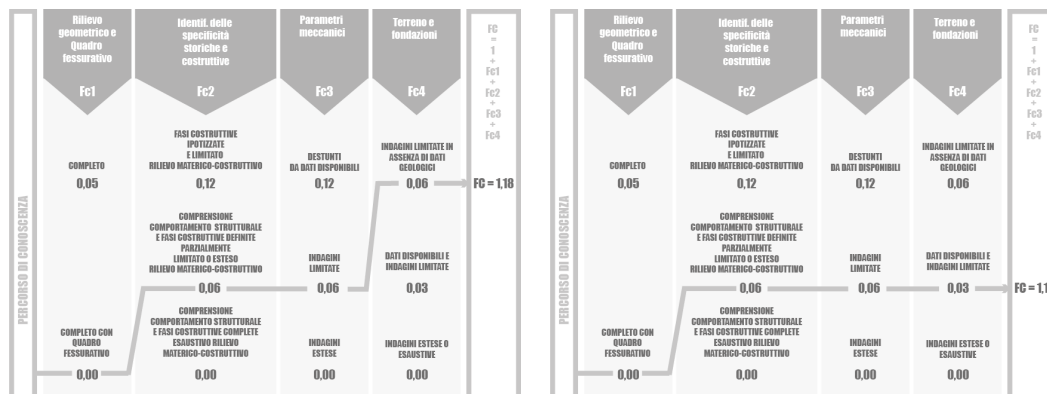 PERCORSO DI CONOSCENZA
Rilievo
geometrico e
Quadro
fessurativo
Fc1
COMPLETO
0,05
COMPLETO CON
QUADRO
FESSURATIVO
0,00
Identif. delle
specificità
storiche e
costruttive
Fc2
FASI COSTRUTTIVE
IPOTIZZATE
E LIMITATO
RILIEVO MATERICO-COSTRUTTIVO
0,12
COMPRENSIONE
COMPORTAMENTO STRUTTURALE
E FASI COSTRUTTIVE DEFINITE
PARZIALMENTE
LIMITATO O ESTESO
RILIEVO MATERICO-COSTRUTTIVO
0,06
COMPRENSIONE
COMPORTAMENTO STRUTTURALE
E FASI COSTRUTTIVE COMPLETE
ESAUSTIVO RILIEVO
MATERICO-COSTRUTTIVO
0,00
Parametri
meccanici
Fc3
DESTUNTI
DA DATI DISPONIBILI
0,12
INDAGINI
LIMITATE
0,06
INDAGINI
ESTESE
0,00
Terreno e
fondazioni
Fc4
INDAGINI LIMITATE IN
ASSENZA DI DATI
GEOLOGICI
0,06
DATI DISPONIBILI E
INDAGINI LIMITATE
0,03
INDAGINI ESTESE O
ESAUSTIVE
0,00
FC
=
1
+
Fc1
+
Fc2
+
Fc3
+
Fc4
FC = 1,18
PERCORSO DI CONOSCENZA
Rilievo
geometrico e
Quadro
fessurativo
Fc1
COMPLETO
0,05
COMPLETO CON
QUADRO
FESSURATIVO
0,00
Identif. delle
specificità
storiche e
costruttive
Fc2
FASI COSTRUTTIVE
IPOTIZZATE
E LIMITATO
RILIEVO MATERICO-COSTRUTTIVO
0,12
COMPRENSIONE
COMPORTAMENTO STRUTTURALE
E FASI COSTRUTTIVE DEFINITE
PARZIALMENTE
LIMITATO O ESTESO
RILIEVO MATERICO-COSTRUTTIVO
0,06
COMPRENSIONE
COMPORTAMENTO STRUTTURALE
E FASI COSTRUTTIVE COMPLETE
ESAUSTIVO RILIEVO
MATERICO-COSTRUTTIVO
0,00
Parametri
meccanici
Fc3
DESTUNTI
DA DATI DISPONIBILI
0,12
INDAGINI
LIMITATE
0,06
INDAGINI
ESTESE
0,00
Terreno e
fondazioni
Fc4
INDAGINI LIMITATE IN
ASSENZA DI DATI
GEOLOGICI
0,06
DATI DISPONIBILI E
INDAGINI LIMITATE
0,03
INDAGINI ESTESE O
ESAUSTIVE
0,00
FC
=
1
+
Fc1
+
Fc2
+
Fc3
+
Fc4
FC = 1,1